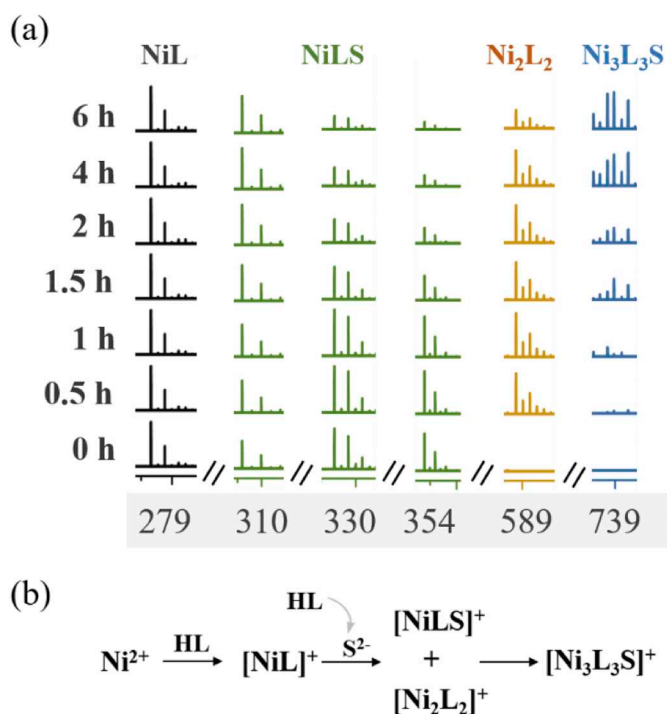 (a)
NiL NiLS Ni₂L₂ Ni₃L₃S
6 h
4 h
2 h
1.5 h
1 h
0.5 h
0 h
279 310 330 354 589 739
(b)
HL
Ni²⁺ HL [NiL]⁺ S²⁻ [NiLS]⁺ + [Ni₂L₂]⁺ [Ni₃L₃S]⁺